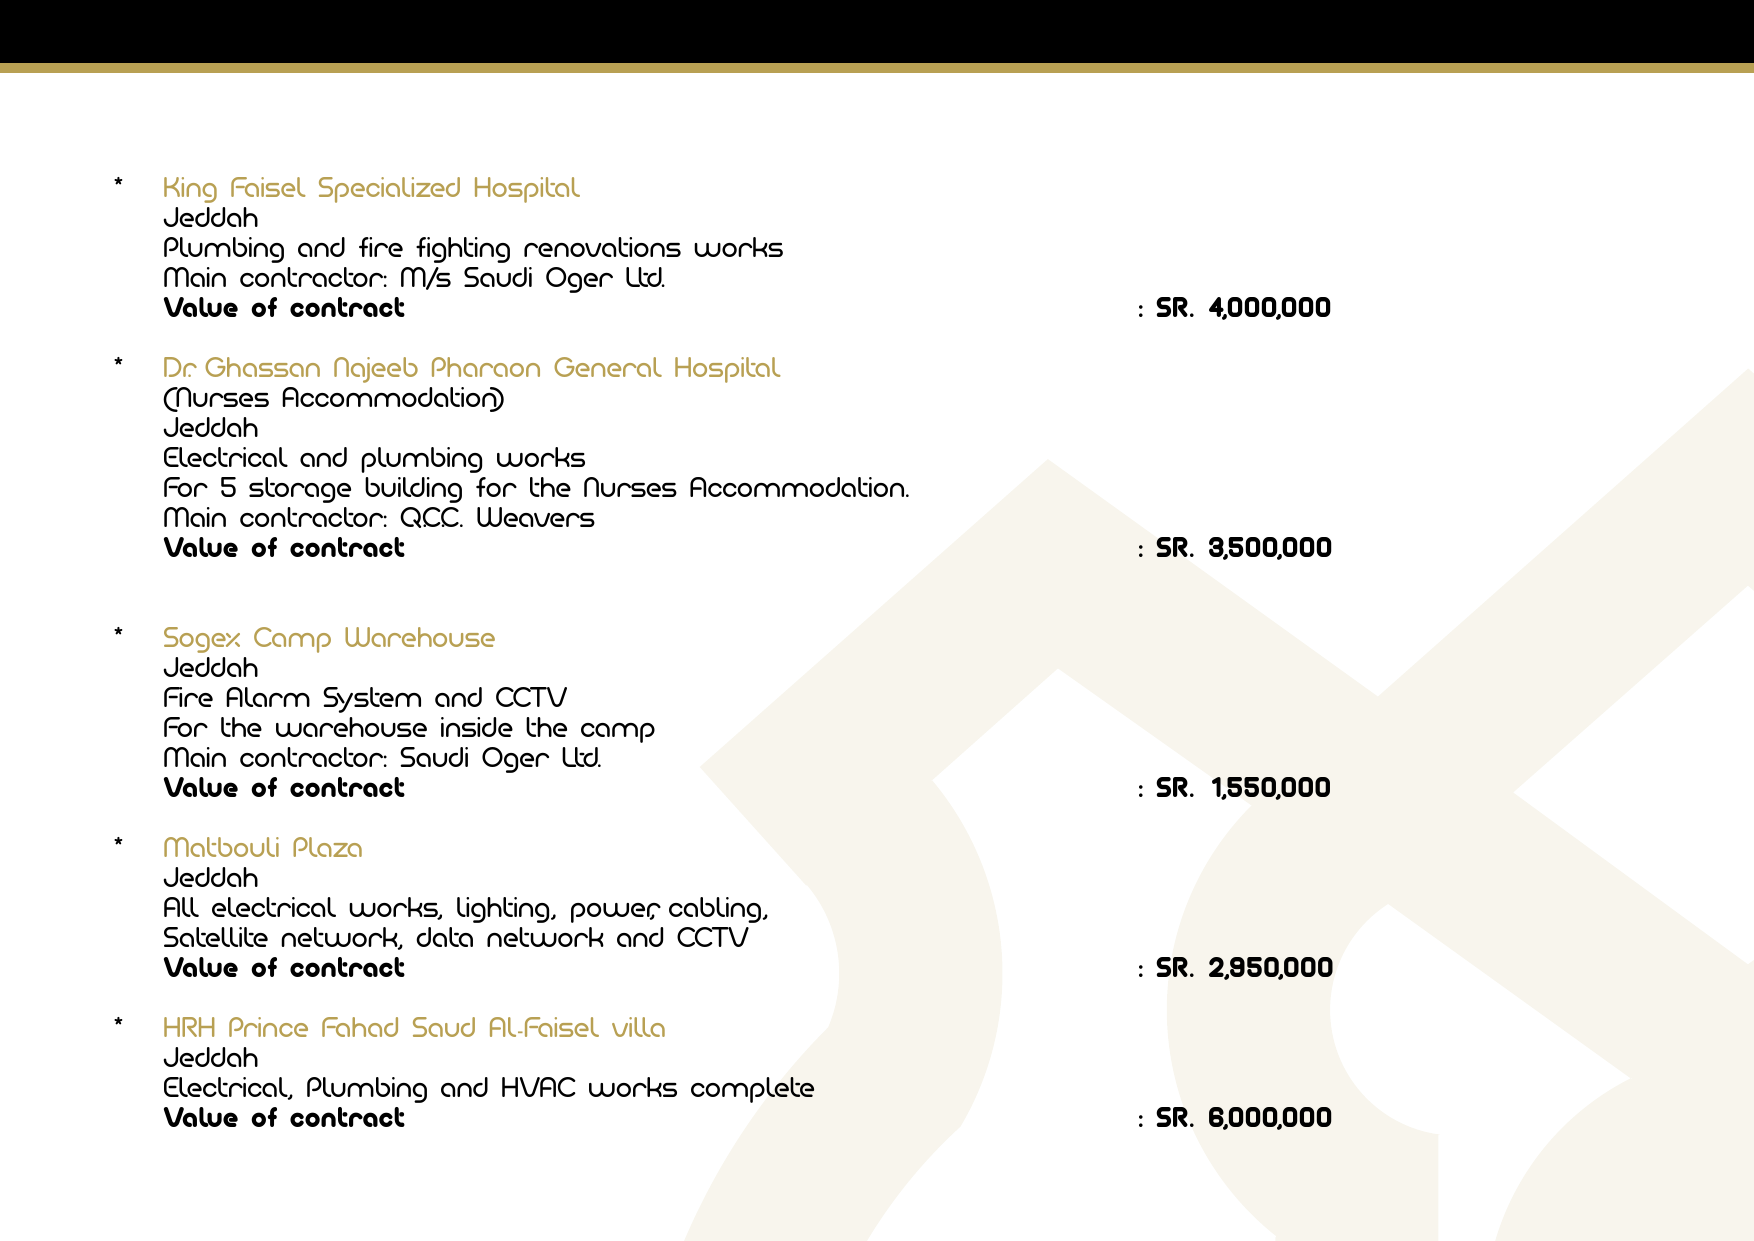 * King Faisel Specialized Hospital
Jeddah
Plumbing and fire fighting renovations works
Main contractor: M/s Saudi Oger Ltd.
Value of contract : SR. 4,000,000
* Dr. Ghassan Najeeb Pharaon General Hospital
(Nurses Accommodation)
Jeddah
Electrical and plumbing works
For 5 storage building for the Nurses Accommodation.
Main contractor: Q.C.C. Weavers
Value of contract : SR. 3,500,000
* Sogex Camp Warehouse
Jeddah
Fire Alarm System and CCTV
For the warehouse inside the camp
Main contractor: Saudi Oger Ltd.
Value of contract : SR. 1,550,000
* Matbouli Plaza
Jeddah
All electrical works, lighting, power, cabling,
Satellite network, data network and CCTV
Value of contract : SR. 2,950,000
* HRH Prince Fahad Saud Al-Faisel villa
Jeddah
Electrical, Plumbing and HVAC works complete
Value of contract : SR. 6,000,000